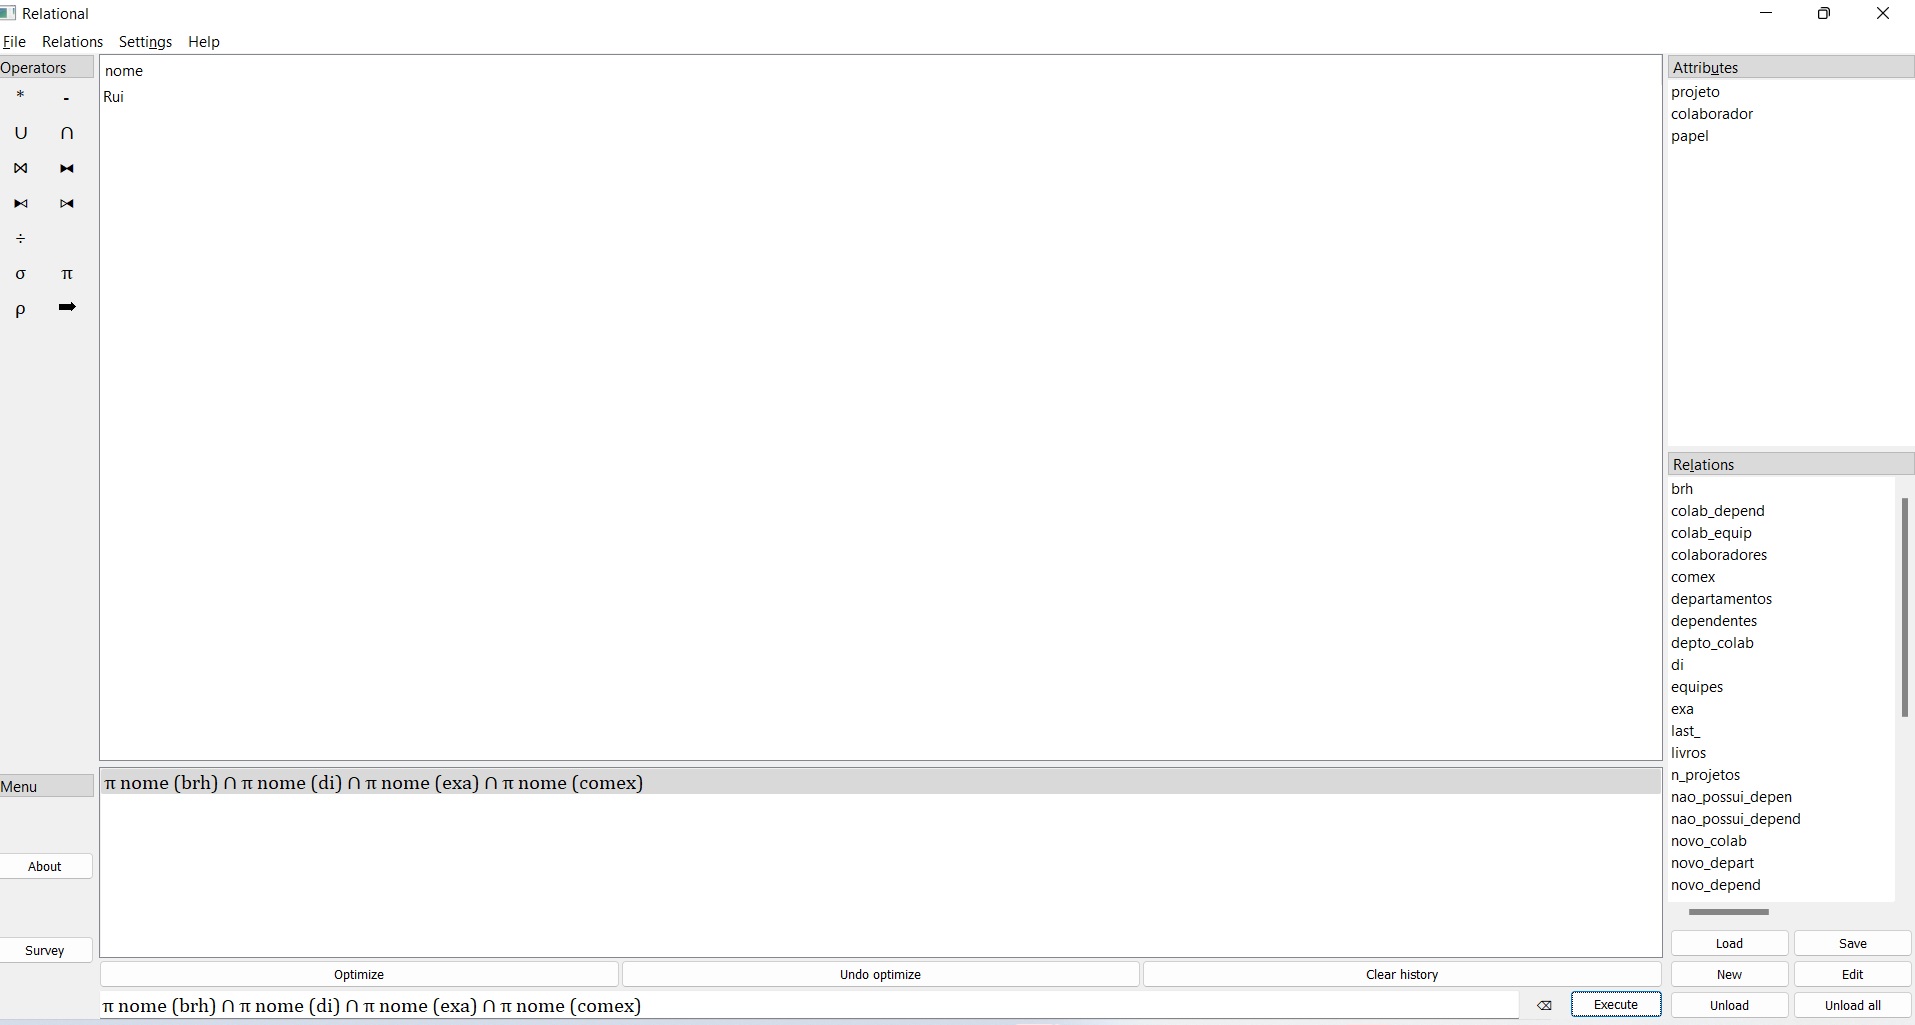 Relational
File Relations Settings Help
Operators
* -
∪ ∩
⋈ ⧓
⧑ ⧒
÷
σ π
ρ ➡
Menu
About
Survey
nome
Rui
π nome (brh) ∩ π nome (di) ∩ π nome (exa) ∩ π nome (comex)
Optimize Undo optimize Clear history
π nome (brh) ∩ π nome (di) ∩ π nome (exa) ∩ π nome (comex)
⌫ Execute
Attributes
projeto
colaborador
papel
Relations
brh
colab_depend
colab_equip
colaboradores
comex
departamentos
dependentes
depto_colab
di
equipes
exa
last_
livros
n_projetos
nao_possui_depen
nao_possui_depend
novo_colab
novo_depart
novo_depend
Load Save
New Edit
Unload Unload all